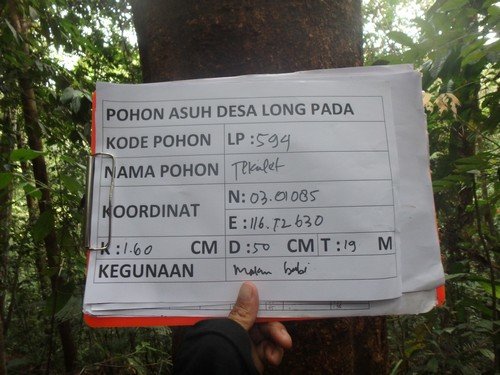 POHON ASUH DESA LONG PADA
KODE POHON LP : 594
NAMA POHON Tekalet
KOORDINAT N: 03.01085
E : 116.72630
K : 1.60 CM D : 50 CM T : 19 M
KEGUNAAN babi